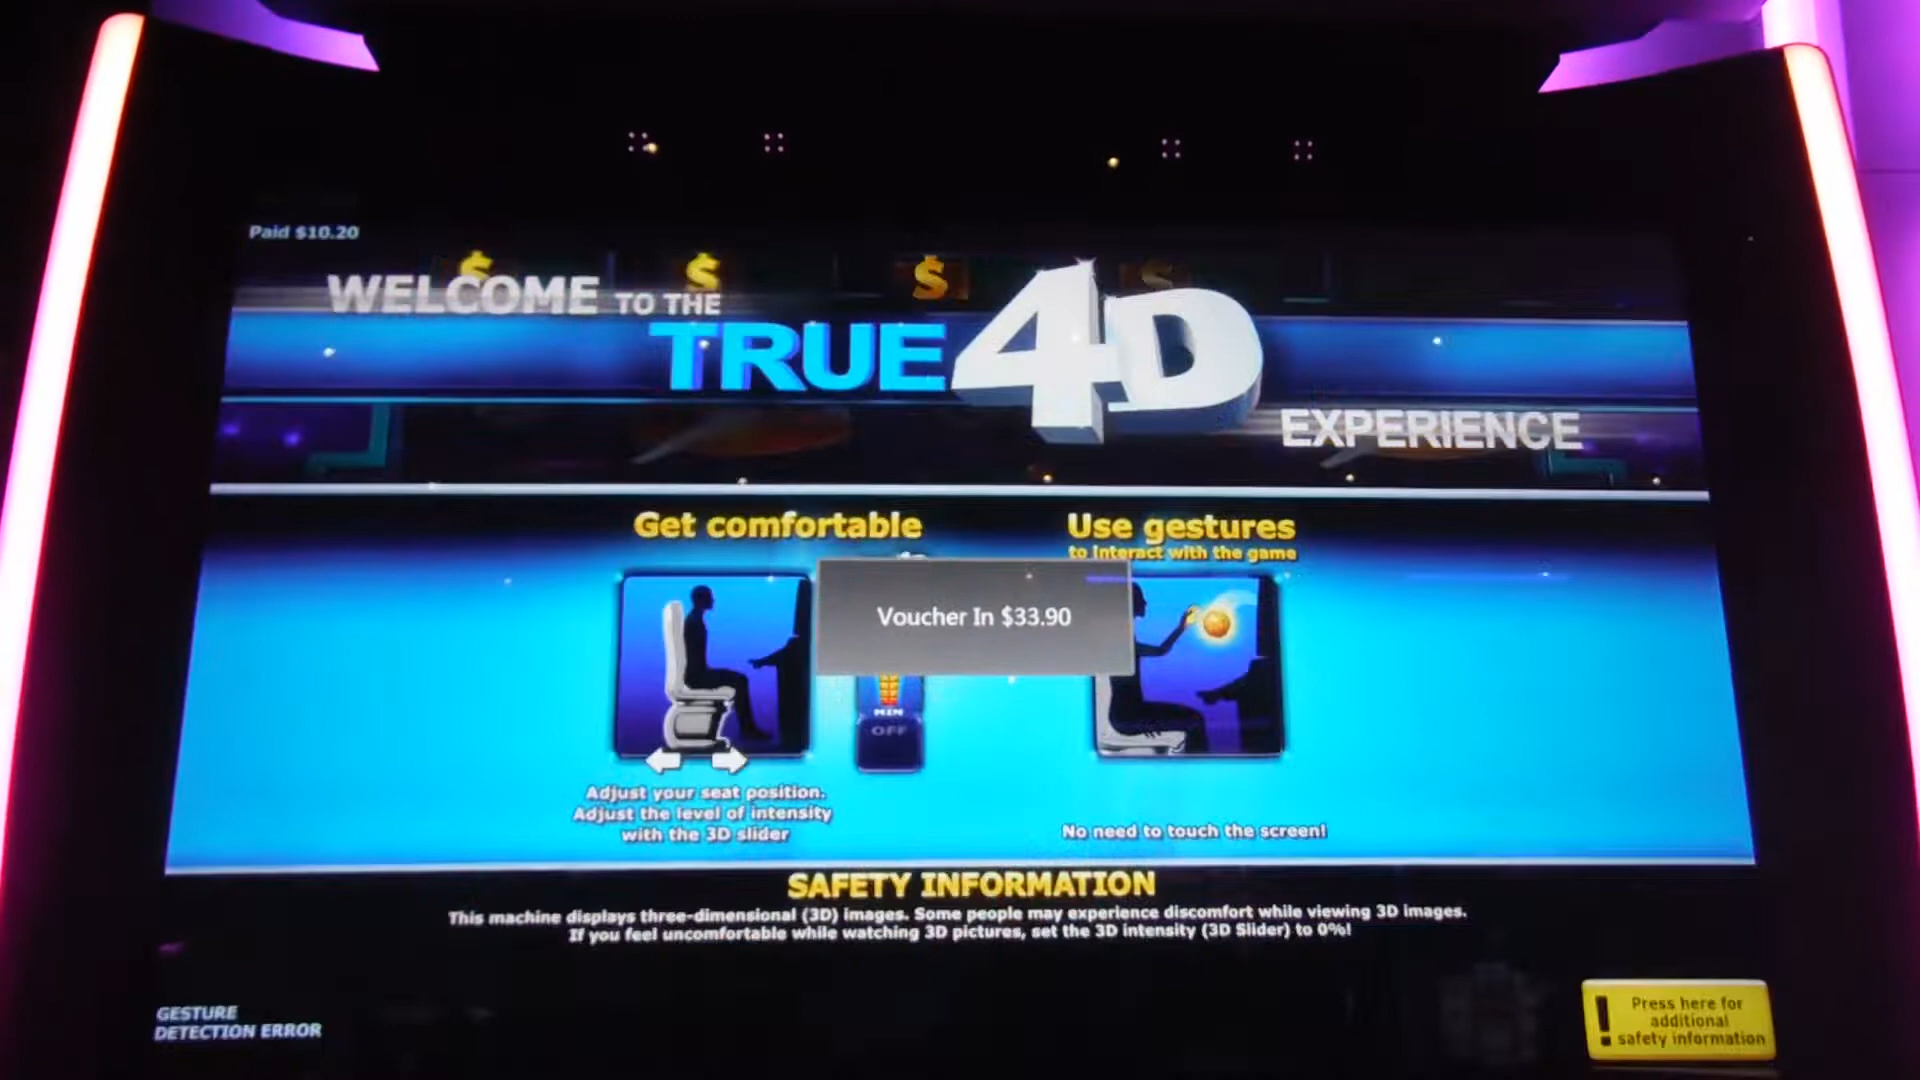 Paid $10.20
WELCOME TO THE
TRUE 4D
EXPERIENCE
Get comfortable
Use gestures
to interact with the game
Voucher In $33.90
MIN
OFF
Adjust your seat position.
Adjust the level of intensity
with the 3D slider
No need to touch the screen!
SAFETY INFORMATION
This machine displays three-dimensional (3D) images. Some people may experience discomfort while viewing 3D images.
If you feel uncomfortable while watching 3D pictures, set the 3D intensity (3D Slider) to 0%!
GESTURE
DETECTION ERROR
! Press here for
additional
safety information